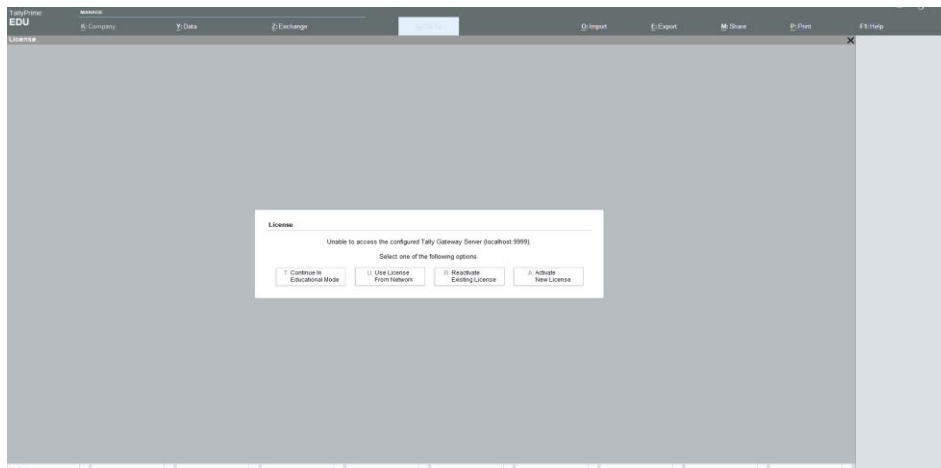 TallyPrime
EDU
MANAGE
K: Company
Y: Data
Z: Exchange
O: Import
E: Export
M: Share
P: Print
F1: Help
License
License
Unable to access the configured Tally Gateway Server (localhost:9999).
Select one of the following options.
T: Continue In
Educational Mode
U: Use License
From Network
R: Reactivate
Existing License
A: Activate
New License